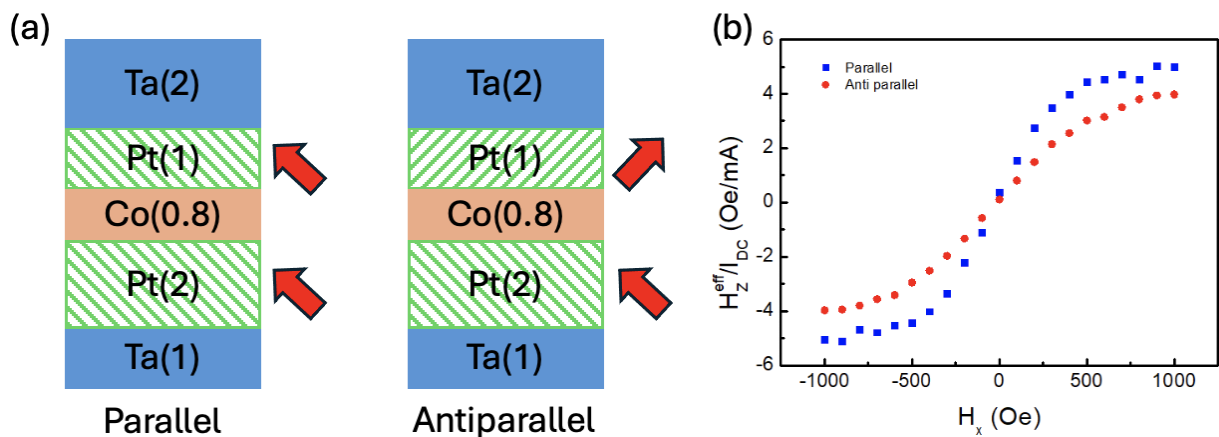 (a)
Ta(2)
Pt(1)
Co(0.8)
Pt(2)
Ta(1)
Parallel
Ta(2)
Pt(1)
Co(0.8)
Pt(2)
Ta(1)
Antiparallel
(b)
Parallel
Anti parallel
H_Z^eff/I_DC (Oe/mA)
6
4
2
0
-2
-4
-6
-1000 -500 0 500 1000
H_x (Oe)